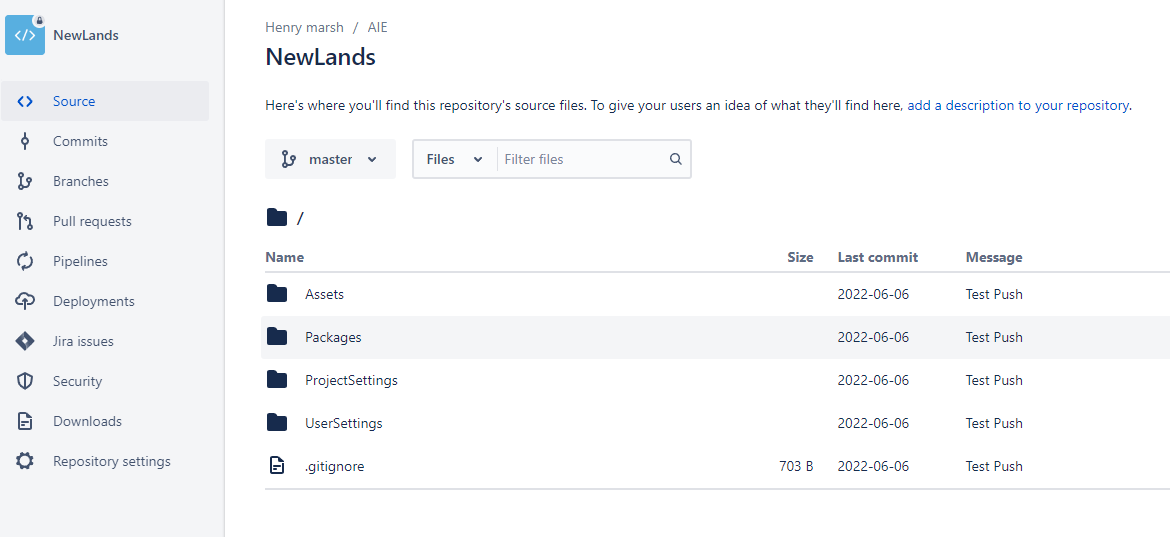 NewLands
Source
Commits
Branches
Pull requests
Pipelines
Deployments
Jira issues
Security
Downloads
Repository settings
Henry marsh / AIE
NewLands
Here's where you'll find this repository's source files. To give your users an idea of what they'll find here, add a description to your repository.
master Files Filter files
/
Name Size Last commit Message
Assets 2022-06-06 Test Push
Packages 2022-06-06 Test Push
ProjectSettings 2022-06-06 Test Push
UserSettings 2022-06-06 Test Push
.gitignore 703 B 2022-06-06 Test Push